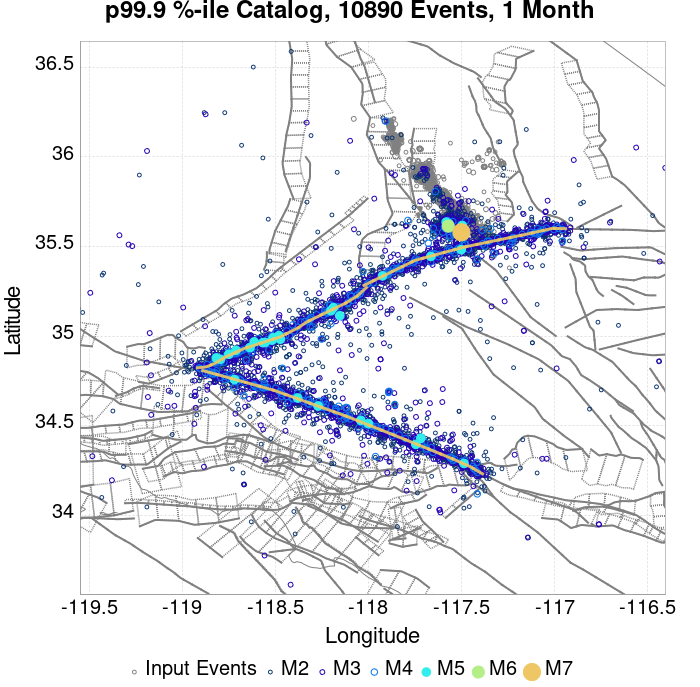 p99.9 %-ile Catalog, 10890 Events, 1 Month
36.5
36
35.5
35
34.5
34
Latitude
-119.5 -119 -118.5 -118 -117.5 -117 -116.5
Longitude
Input Events M2 M3 M4 M5 M6 M7